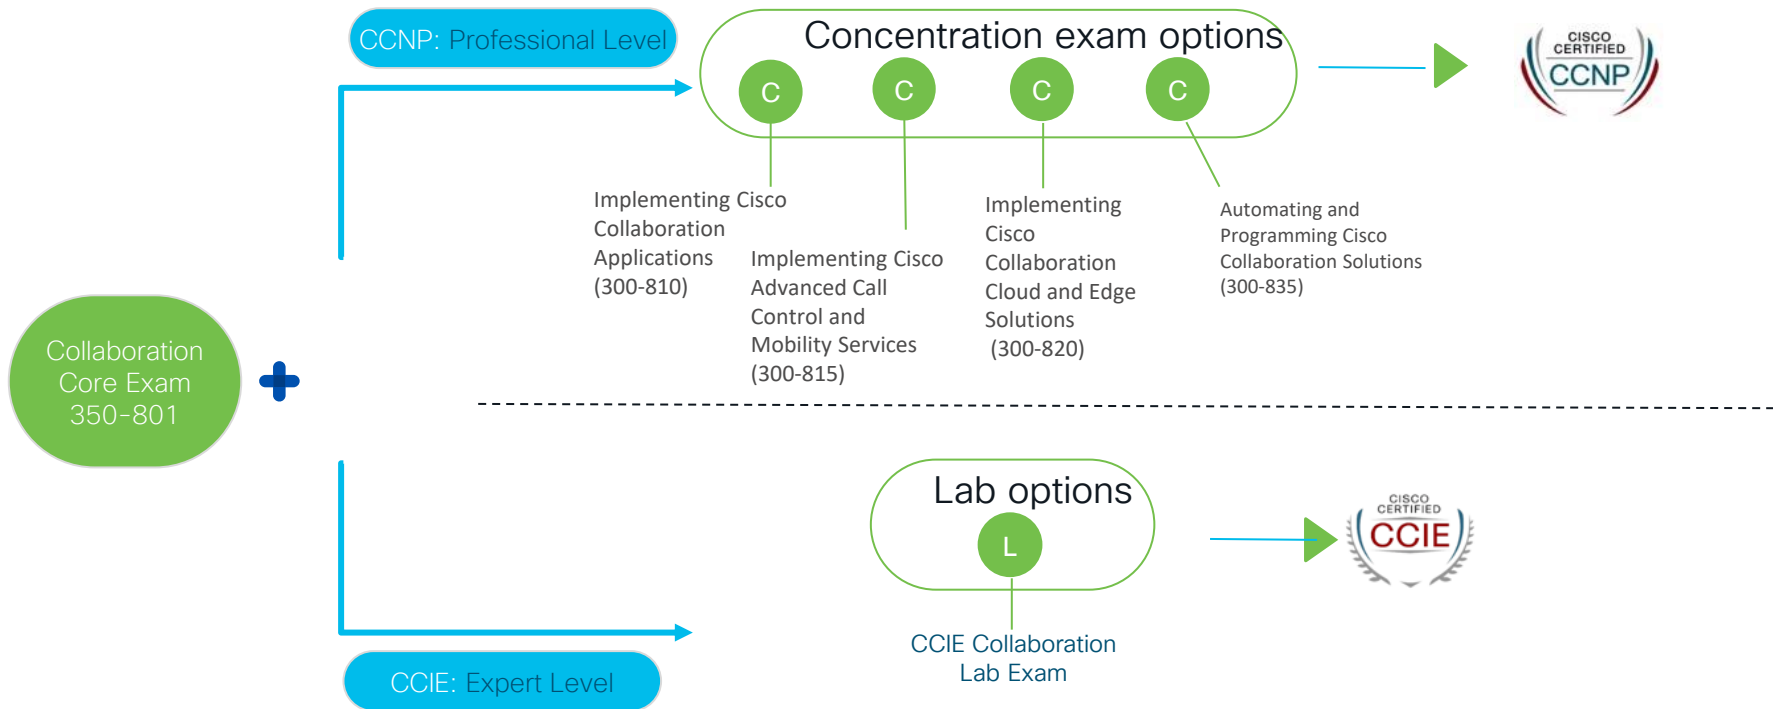 CCNP: Professional Level
Concentration exam options
C
C
C
C
CISCO
CERTIFIED
CCNP
Implementing Cisco
Collaboration
Applications
(300-810)
Implementing Cisco
Advanced Call
Control and
Mobility Services
(300-815)
Implementing
Cisco
Collaboration
Cloud and Edge
Solutions
(300-820)
Automating and
Programming Cisco
Collaboration Solutions
(300-835)
Collaboration
Core Exam
350-801
Lab options
L
CISCO
CERTIFIED
CCIE
CCIE Collaboration
Lab Exam
CCIE: Expert Level